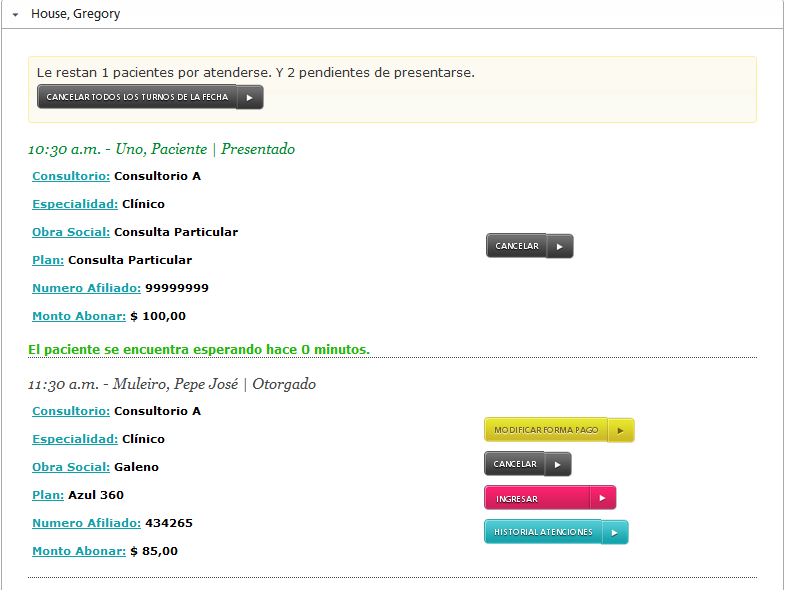 House, Gregory
Le restan 1 pacientes por atenderse. Y 2 pendientes de presentarse.
CANCELAR TODOS LOS TURNOS DE LA FECHA
10:30 a.m. - Uno, Paciente | Presentado
Consultorio: Consultorio A
Especialidad: Clínico
Obra Social: Consulta Particular
CANCELAR
Plan: Consulta Particular
Numero Afiliado: 99999999
Monto Abonar: $ 100,00
El paciente se encuentra esperando hace 0 minutos.
11:30 a.m. - Muleiro, Pepe José | Otorgado
Consultorio: Consultorio A
MODIFICAR FORMA PAGO
Especialidad: Clínico
CANCELAR
Obra Social: Galeno
Plan: Azul 360
INGRESAR
Numero Afiliado: 434265
HISTORIAL ATENCIONES
Monto Abonar: $ 85,00